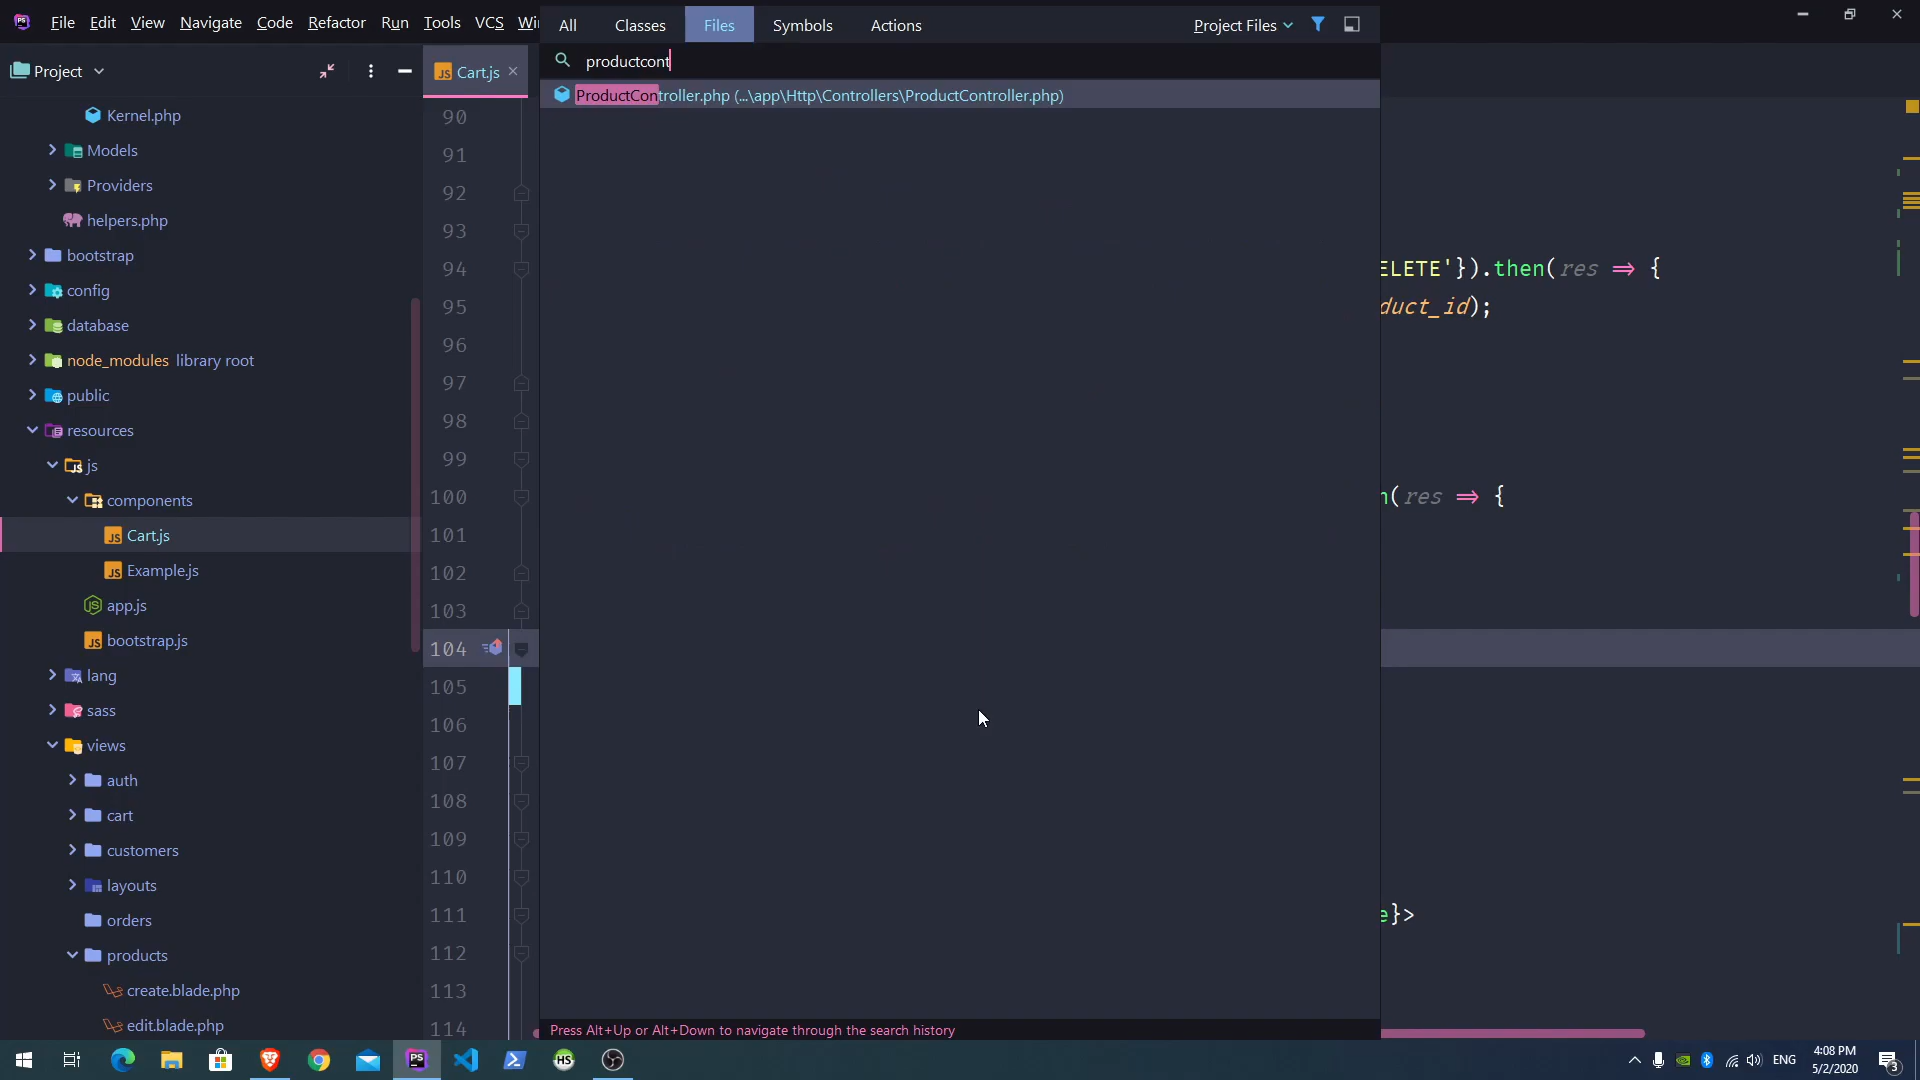 PS File Edit View Navigate Code Refactor Run Tools VCS Win
Project
Cart.js
All Classes Files Symbols Actions Project Files
productcont
ProductController.php (...\app\Http\Controllers\ProductController.php)
Kernel.php
Models
Providers
helpers.php
bootstrap
config
database
node_modules library root
public
resources
js
components
Cart.js
Example.js
app.js
bootstrap.js
lang
sass
views
auth
cart
customers
layouts
orders
products
create.blade.php
edit.blade.php
90
91
92
93
94 ELETE'}).then(res ⇒ {
95 duct_id);
96
97
98
99
100 n(res ⇒ {
101
102
103
104
105
106
107
108
109
110
111 e}>
112
113
114
Press Alt+Up or Alt+Down to navigate through the search history
PS HS ENG 4:08 PM
5/2/2020 3